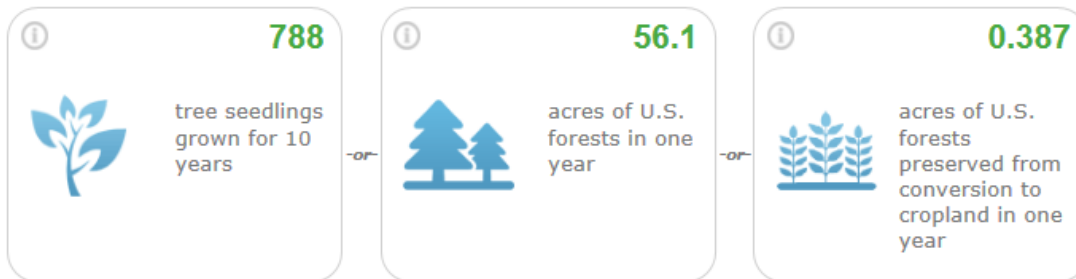 788
tree seedlings
grown for 10
years
-or-
56.1
acres of U.S.
forests in one
year
-or-
0.387
acres of U.S.
forests
preserved from
conversion to
cropland in one
year